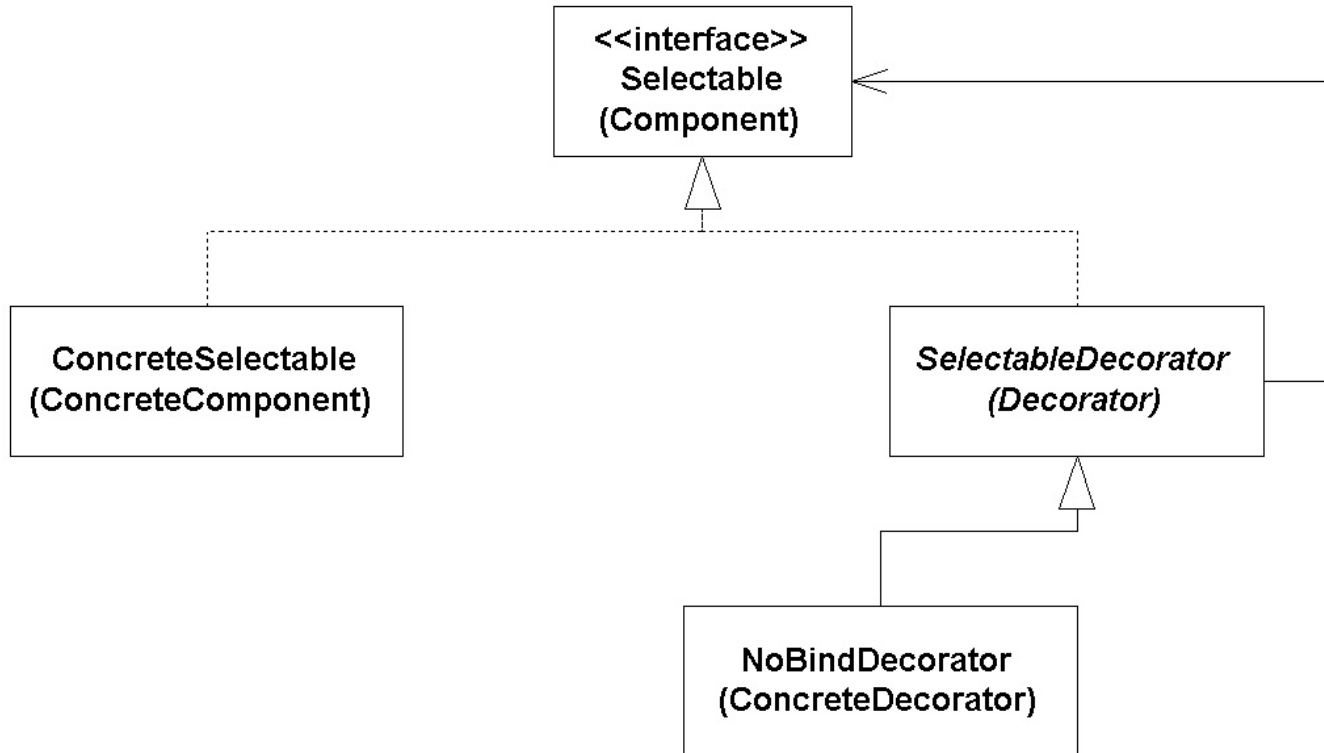 <<interface>>
Selectable
(Component)
ConcreteSelectable
(ConcreteComponent)
SelectableDecorator
(Decorator)
NoBindDecorator
(ConcreteDecorator)